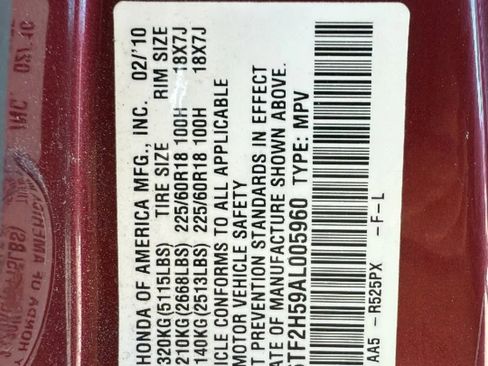 HONDA OF AMERICA MFG., INC. 02/'10
320KG(5115LBS) TIRE SIZE RIM SIZE
210KG(2668LBS) 225/60R18 100H 18X7J
140KG(2513LBS) 225/60R18 100H 18X7J
ICLE CONFORMS TO ALL APPLICABLE
MOTOR VEHICLE SAFETY
T PREVENTION STANDARDS IN EFFECT
ATE OF MANUFACTURE SHOWN ABOVE.
TF2H59AL005960 TYPE: MPV
AA5 - R525PX - F - L